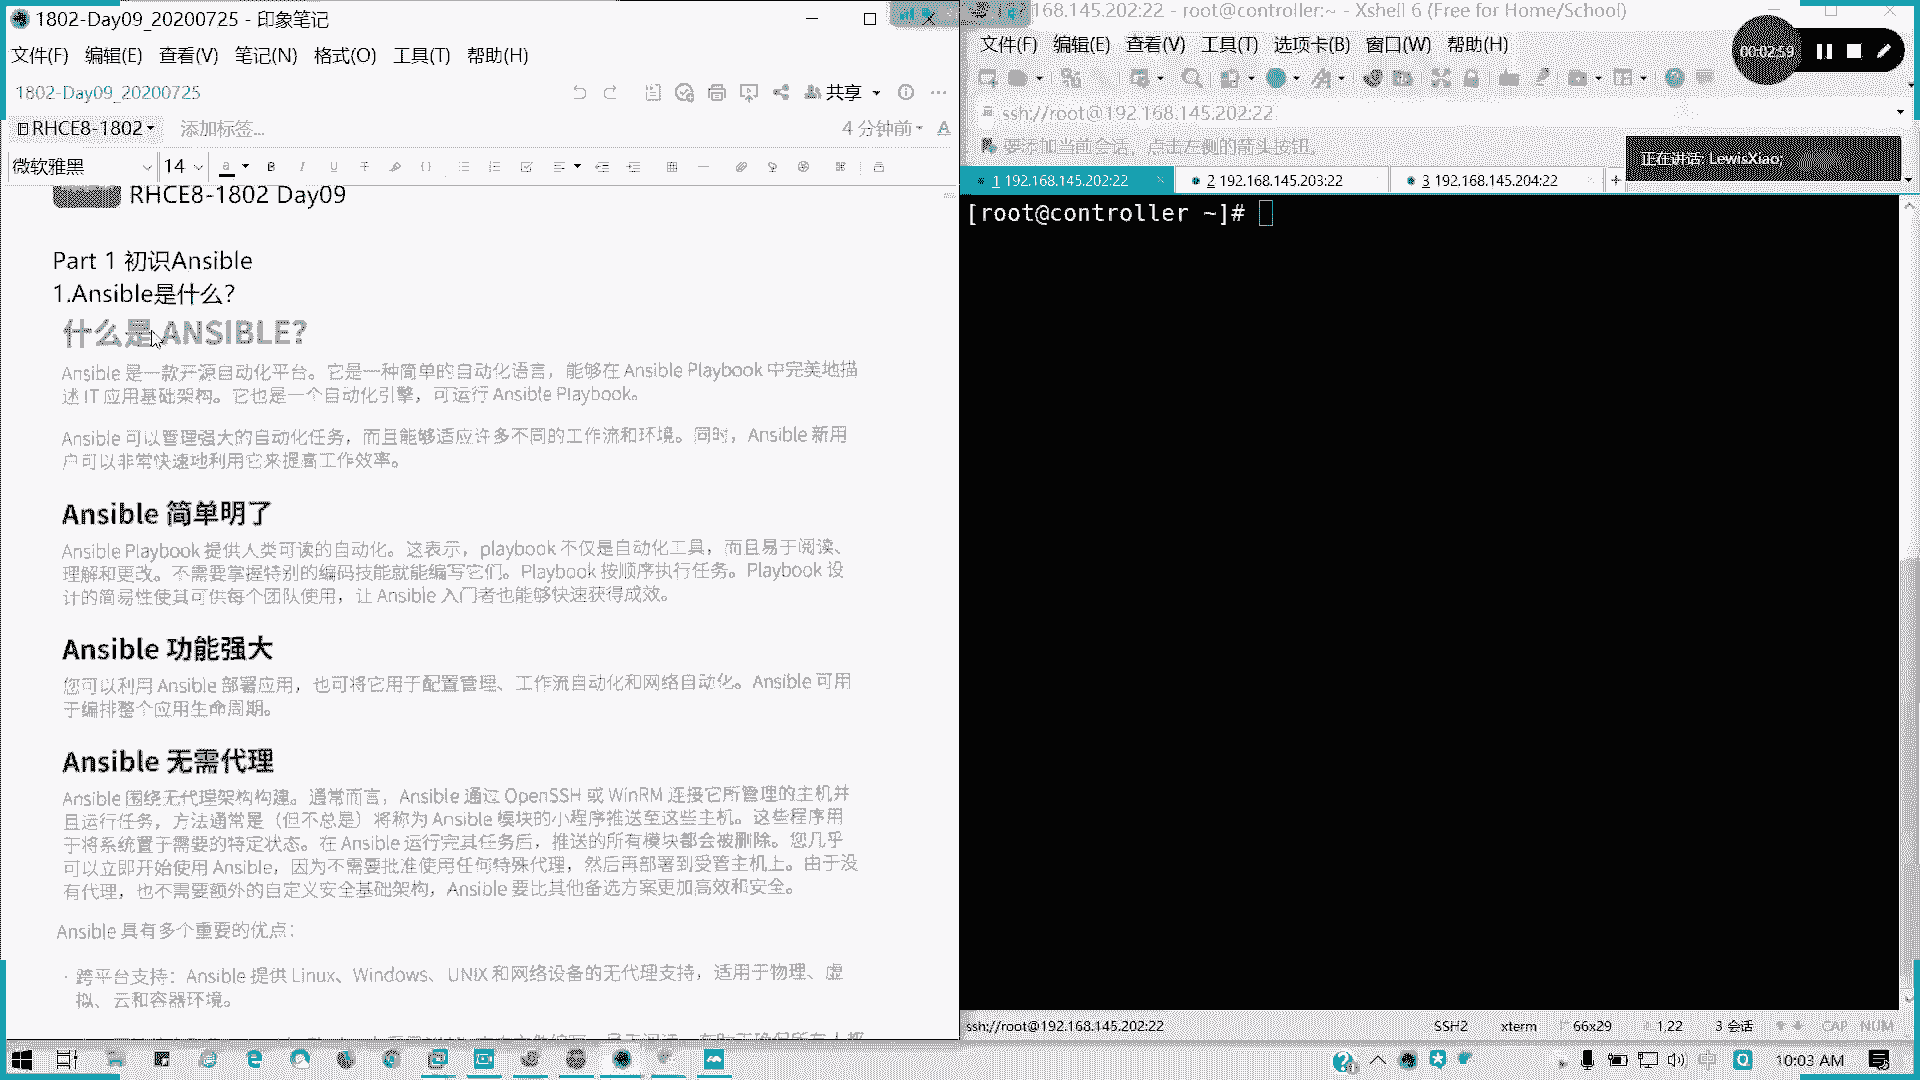 1802-Day09_20200725 - 印象笔记
文件(F) 编辑(E) 查看(V) 笔记(N) 格式(O) 工具(T) 帮助(H)
1802-Day09_20200725
共享
RHCE8-1802
添加标签...
4 分钟前
微软雅黑
14
RHCE8-1802 Day09
Part 1 初识Ansible
1.Ansible是什么?
什么是 ANSIBLE?
Ansible 是一款开源自动化平台。它是一种简单的自动化语言，能够在 Ansible Playbook 中完美地描
述 IT 应用基础架构。它也是一个自动化引擎，可运行 Ansible Playbook。
Ansible 可以管理强大的自动化任务，而且能够适应许多不同的工作流和环境。同时，Ansible 新用
户可以非常快速地利用它来提高工作效率。
Ansible 简单明了
Ansible Playbook 提供人类可读的自动化。这表示，playbook 不仅是自动化工具，而且易于阅读、
理解和更改。不需要掌握特别的编码技能就能编写它们。Playbook 按顺序执行任务。Playbook 设
计的简易性使其可供每个团队使用，让 Ansible 入门者也能够快速获得成效。
Ansible 功能强大
您可以利用 Ansible 部署应用，也可将它用于配置管理、工作流自动化和网络自动化。Ansible 可用
于编排整个应用生命周期。
Ansible 无需代理
Ansible 围绕无代理架构构建。通常而言，Ansible 通过 OpenSSH 或 WinRM 连接它所管理的主机并
且运行任务，方法通常是（但不总是）将称为 Ansible 模块的小程序推送至这些主机。这些程序用
于将系统置于需要的特定状态。在 Ansible 运行完其任务后，推送的所有模块都会被删除。您几乎
可以立即开始使用 Ansible，因为不需要批准使用任何特殊代理，然后再部署到受管主机上。由于没
有代理，也不需要额外的自定义安全基础架构，Ansible 要比其他备选方案更加高效和安全。
Ansible 具有多个重要的优点：
· 跨平台支持：Ansible 提供 Linux、Windows、UNIX 和网络设备的无代理支持，适用于物理、虚
拟、云和容器环境。
168.145.202:22 - root@controller:~ - Xshell 6 (Free for Home/School)
文件(F) 编辑(E) 查看(V) 工具(T) 选项卡(B) 窗口(W) 帮助(H)
00:02:59
ssh://root@192.168.145.202:22
要添加当前会话，点击左侧的箭头按钮。
正在讲话: LewisXiao;
1 192.168.145.202:22
2 192.168.145.203:22
3 192.168.145.204:22
[root@controller ~]#
ssh://root@192.168.145.202:22
SSH2
xterm
66x29
1,22
3 会话
CAP NUM
中
10:03 AM